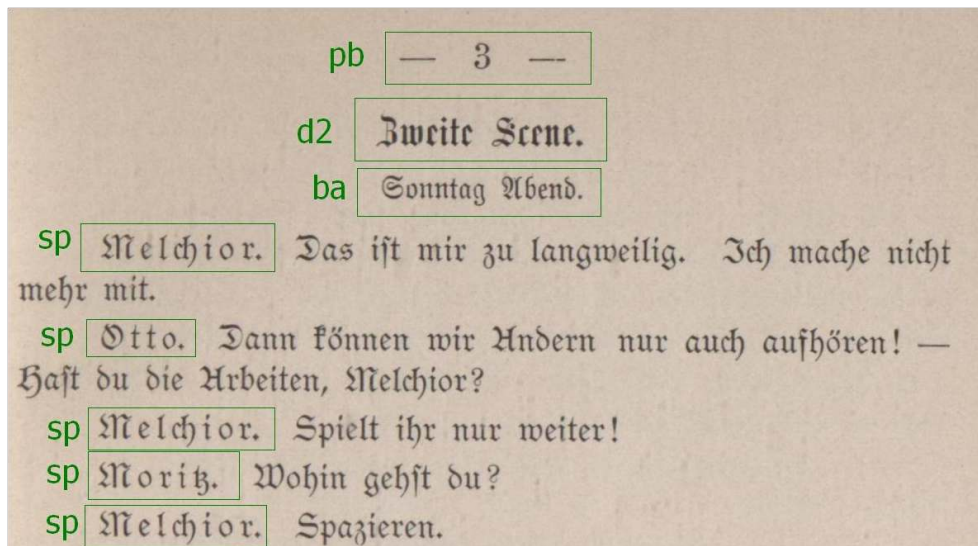 pb — 3 —
d2 Zweite Scene.
ba Sonntag Abend.
sp Melchior. Das ist mir zu langweilig. Ich mache nicht
mehr mit.
sp Otto. Dann können wir Andern nur auch aufhören! —
Hast du die Arbeiten, Melchior?
sp Melchior. Spielt ihr nur weiter!
sp Moritz. Wohin gehst du?
sp Melchior. Spazieren.